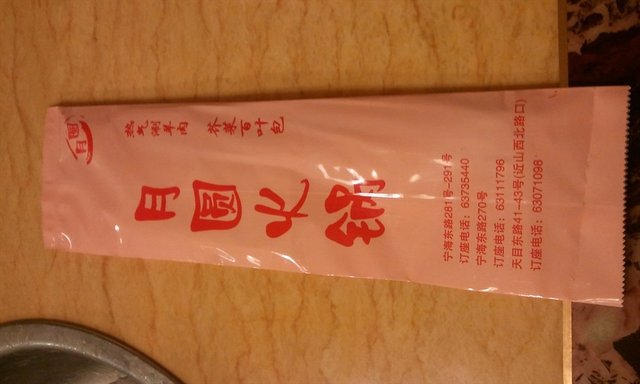 月圆
热气涮羊肉 荠菜百叶包
月圆火锅
宁海东路281号-291号
订座电话：63735440
宁海东路270号
订座电话：63111796
天目东路41-43号(近山西北路口)
订座电话：63071098